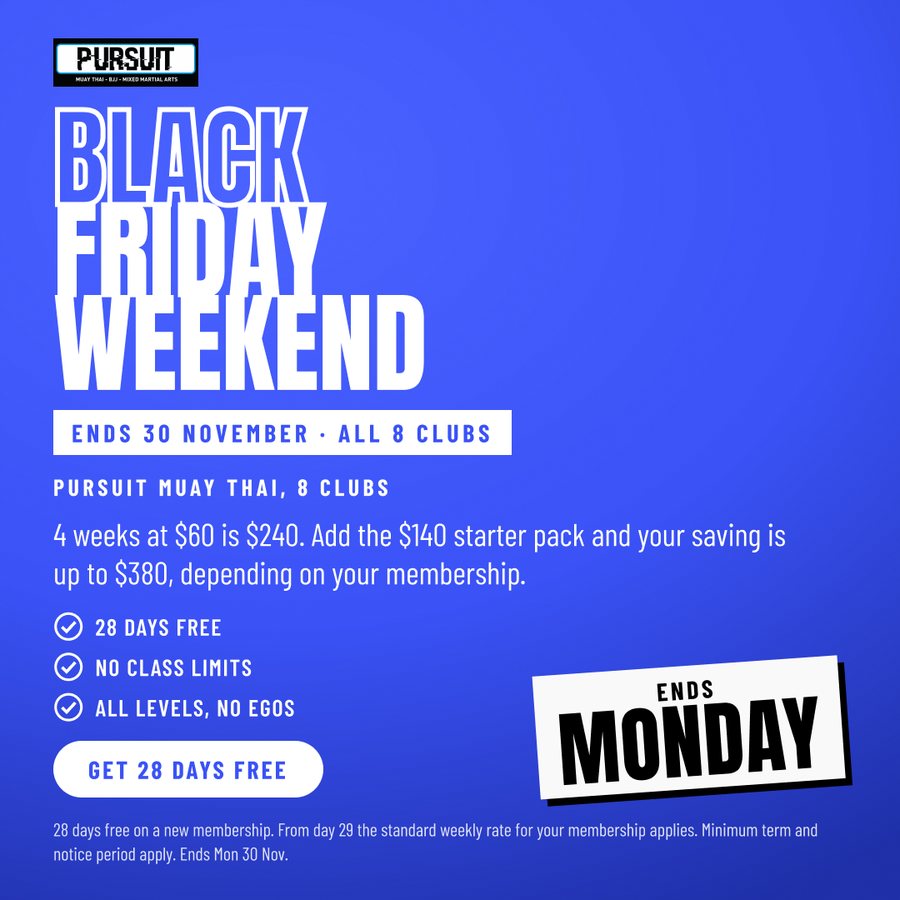 PURSUIT
MUAY THAI • BJJ • MIXED MARTIAL ARTS
BLACK
FRIDAY
WEEKEND
ENDS 30 NOVEMBER · ALL 8 CLUBS
PURSUIT MUAY THAI, 8 CLUBS
4 weeks at $60 is $240. Add the $140 starter pack and your saving is
up to $380, depending on your membership.
28 DAYS FREE
NO CLASS LIMITS
ALL LEVELS, NO EGOS
ENDS
MONDAY
GET 28 DAYS FREE
28 days free on a new membership. From day 29 the standard weekly rate for your membership applies. Minimum term and
notice period apply. Ends Mon 30 Nov.